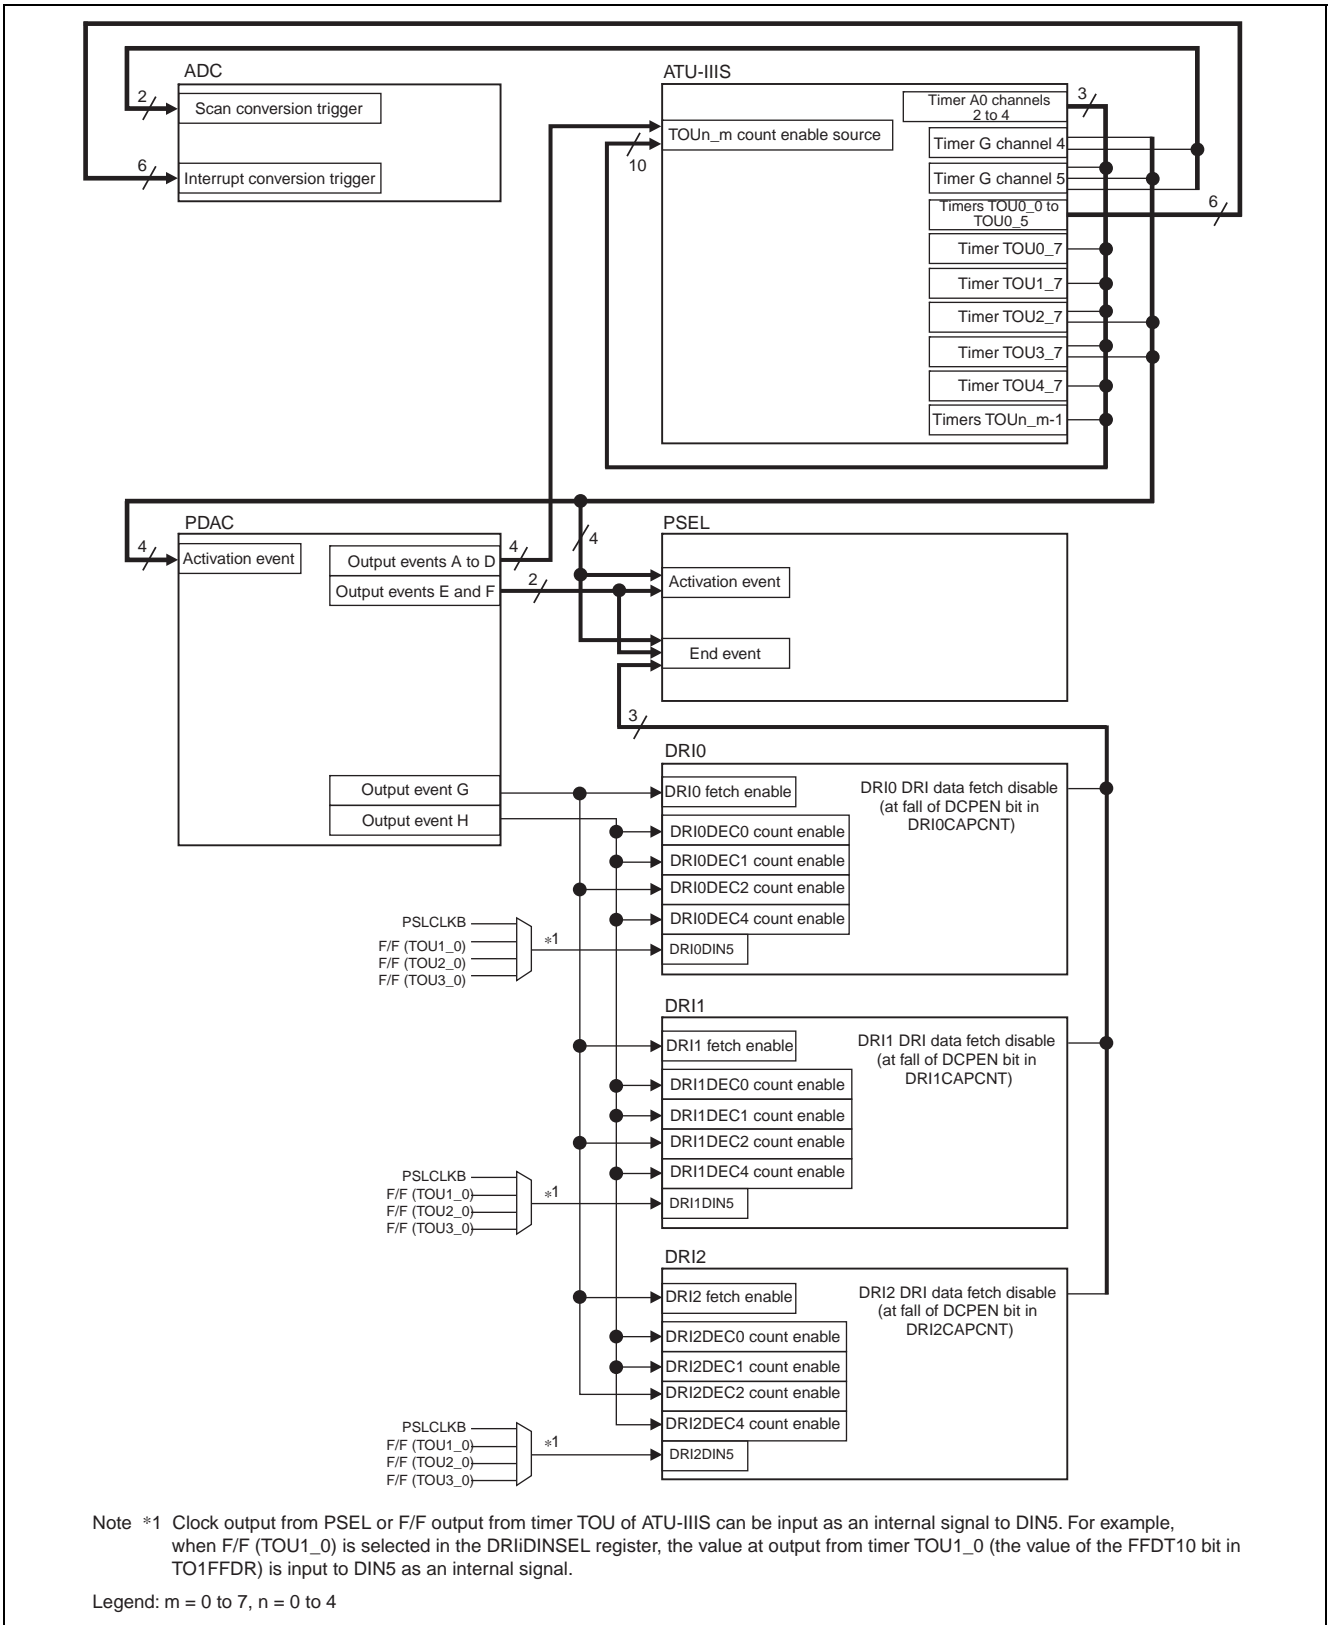 ADC
2
Scan conversion trigger
6
Interrupt conversion trigger
ATU-IIIS
TOUn_m count enable source
10
Timer A0 channels
2 to 4
3
Timer G channel 4
Timer G channel 5
Timers TOU0_0 to
TOU0_5
6
Timer TOU0_7
Timer TOU1_7
Timer TOU2_7
Timer TOU3_7
Timer TOU4_7
Timers TOUn_m-1
PDAC
4
Activation event
Output events A to D
4
Output events E and F
2
Output event G
Output event H
PSEL
4
Activation event
End event
3
DRI0
DRI0 fetch enable
DRI0DEC0 count enable
DRI0DEC1 count enable
DRI0DEC2 count enable
DRI0DEC4 count enable
DRI0DIN5
DRI0 DRI data fetch disable
(at fall of DCPEN bit in
DRI0CAPCNT)
PSLCLKB
F/F (TOU1_0)
F/F (TOU2_0)
F/F (TOU3_0)
*1
DRI1
DRI1 fetch enable
DRI1DEC0 count enable
DRI1DEC1 count enable
DRI1DEC2 count enable
DRI1DEC4 count enable
DRI1DIN5
DRI1 DRI data fetch disable
(at fall of DCPEN bit in
DRI1CAPCNT)
PSLCLKB
F/F (TOU1_0)
F/F (TOU2_0)
F/F (TOU3_0)
*1
DRI2
DRI2 fetch enable
DRI2DEC0 count enable
DRI2DEC1 count enable
DRI2DEC2 count enable
DRI2DEC4 count enable
DRI2DIN5
DRI2 DRI data fetch disable
(at fall of DCPEN bit in
DRI2CAPCNT)
PSLCLKB
F/F (TOU1_0)
F/F (TOU2_0)
F/F (TOU3_0)
*1
Note *1 Clock output from PSEL or F/F output from timer TOU of ATU-IIIS can be input as an internal signal to DIN5. For example,
when F/F (TOU1_0) is selected in the DRIiDINSEL register, the value at output from timer TOU1_0 (the value of the FFDT10 bit in
TO1FFDR) is input to DIN5 as an internal signal.
Legend: m = 0 to 7, n = 0 to 4